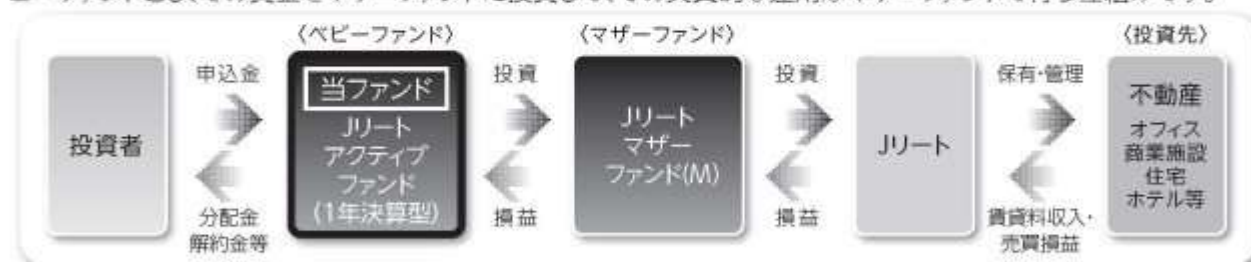 〈ベビーファンド〉
〈マザーファンド〉
〈投資先〉
投資者
申込金
分配金
解約金等
当ファンド
Jリート
アクティブ
ファンド
(1年決算型)
投資
損益
Jリート
マザー
ファンド(M)
投資
損益
Jリート
保有・管理
賃貸料収入・
売買損益
不動産
オフィス
商業施設
住宅
ホテル等